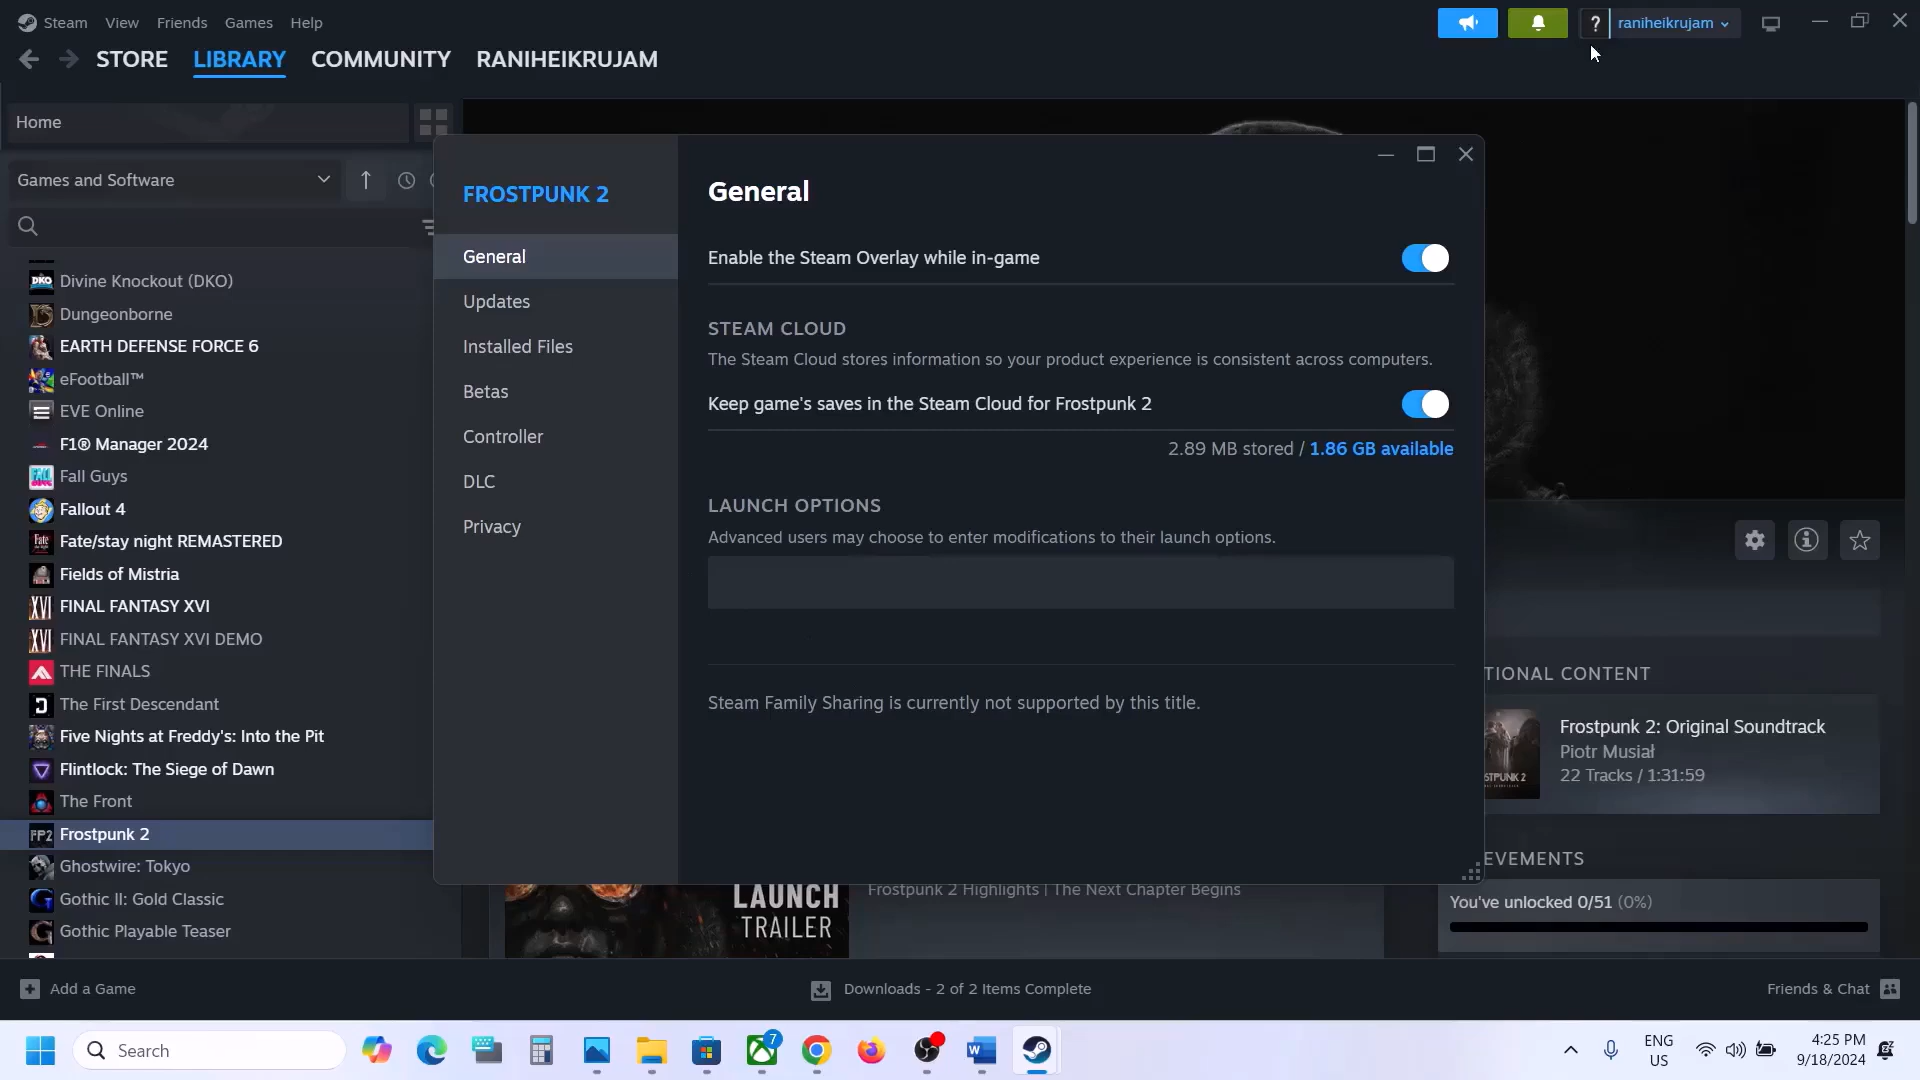 Steam View Friends Games Help
? raniheikrujam
STORE LIBRARY COMMUNITY RANIHEIKRUJAM
Home
Games and Software
Divine Knockout (DKO)
Dungeonborne
EARTH DEFENSE FORCE 6
eFootball™
EVE Online
F1® Manager 2024
Fall Guys
Fallout 4
Fate/stay night REMASTERED
Fields of Mistria
FINAL FANTASY XVI
FINAL FANTASY XVI DEMO
THE FINALS
The First Descendant
Five Nights at Freddy's: Into the Pit
Flintlock: The Siege of Dawn
The Front
Frostpunk 2
Ghostwire: Tokyo
Gothic II: Gold Classic
Gothic Playable Teaser
FROSTPUNK 2
General
Updates
Installed Files
Betas
Controller
DLC
Privacy
General
Enable the Steam Overlay while in-game
STEAM CLOUD
The Steam Cloud stores information so your product experience is consistent across computers.
Keep game's saves in the Steam Cloud for Frostpunk 2
2.89 MB stored / 1.86 GB available
LAUNCH OPTIONS
Advanced users may choose to enter modifications to their launch options.
Steam Family Sharing is currently not supported by this title.
TIONAL CONTENT
Frostpunk 2: Original Soundtrack
Piotr Musiał
22 Tracks / 1:31:59
EVEMENTS
You've unlocked 0/51 (0%)
LAUNCH
TRAILER
Frostpunk 2 Highlights | The Next Chapter Begins
Add a Game
Downloads - 2 of 2 Items Complete
Friends & Chat
Search
7
ENG
US
4:25 PM
9/18/2024